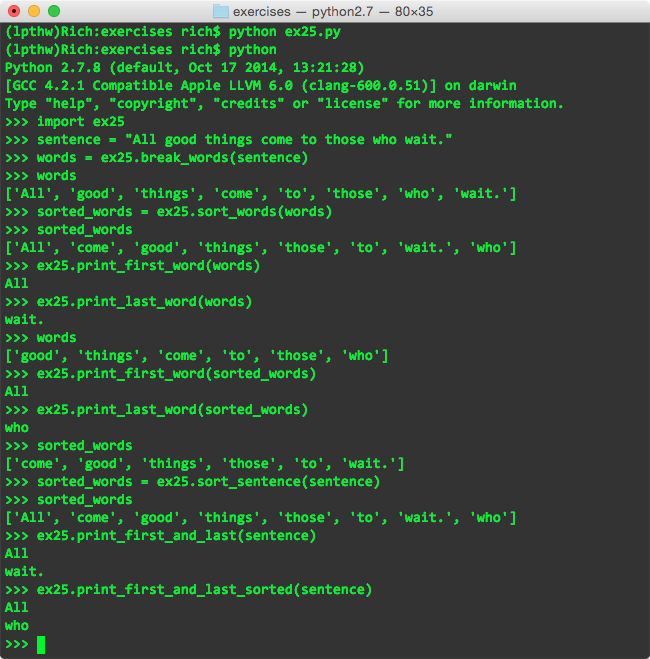 exercises — python2.7 — 80×35
(lpthw)Rich:exercises rich$ python ex25.py
(lpthw)Rich:exercises rich$ python
Python 2.7.8 (default, Oct 17 2014, 13:21:28)
[GCC 4.2.1 Compatible Apple LLVM 6.0 (clang-600.0.51)] on darwin
Type "help", "copyright", "credits" or "license" for more information.
>>> import ex25
>>> sentence = "All good things come to those who wait."
>>> words = ex25.break_words(sentence)
>>> words
['All', 'good', 'things', 'come', 'to', 'those', 'who', 'wait.']
>>> sorted_words = ex25.sort_words(words)
>>> sorted_words
['All', 'come', 'good', 'things', 'those', 'to', 'wait.', 'who']
>>> ex25.print_first_word(words)
All
>>> ex25.print_last_word(words)
wait.
>>> words
['good', 'things', 'come', 'to', 'those', 'who']
>>> ex25.print_first_word(sorted_words)
All
>>> ex25.print_last_word(sorted_words)
who
>>> sorted_words
['come', 'good', 'things', 'those', 'to', 'wait.']
>>> sorted_words = ex25.sort_sentence(sentence)
>>> sorted_words
['All', 'come', 'good', 'things', 'those', 'to', 'wait.', 'who']
>>> ex25.print_first_and_last(sentence)
All
wait.
>>> ex25.print_first_and_last_sorted(sentence)
All
who
>>>